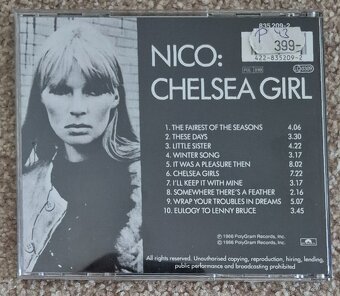 835 209-2
P 43
399-
422-835209-2
NICO:
CHELSEA GIRL
1. THE FAIREST OF THE SEASONS 4.06
2. THESE DAYS 3.30
3. LITTLE SISTER 4.22
4. WINTER SONG 3.17
5. IT WAS A PLEASURE THEN 8.02
6. CHELSEA GIRLS 7.22
7. I'LL KEEP IT WITH MINE 3.17
8. SOMEWHERE THERE'S A FEATHER 2.16
9. WRAP YOUR TROUBLES IN DREAMS 5.07
10. EULOGY TO LENNY BRUCE 3.45
℗ 1966 PolyGram Records, Inc.
© 1966 PolyGram Records, Inc.
All rights reserved. Unauthorised copying, reproduction, hiring, lending,
public performance and broadcasting prohibited